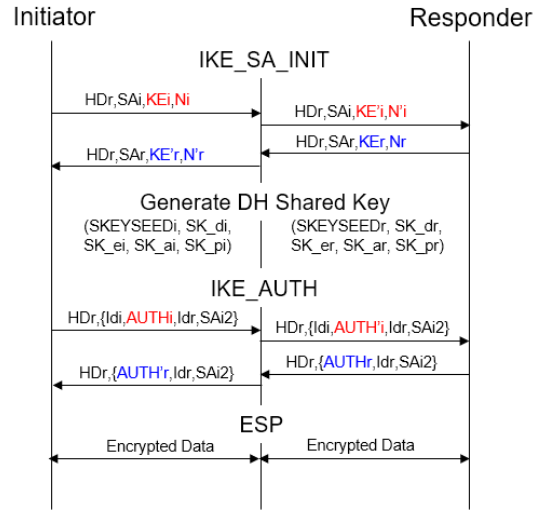 Initiator
Responder
IKE_SA_INIT
HDr,SAi,KEi,Ni
HDr,SAi,KE'i,N'i
HDr,SAr,KEr,Nr
HDr,SAr,KE'r,N'r
Generate DH Shared Key
(SKEYSEEDi, SK_di,
SK_ei, SK_ai, SK_pi)
(SKEYSEEDr, SK_dr,
SK_er, SK_ar, SK_pr)
IKE_AUTH
HDr,{Idi,AUTHi,Idr,SAi2}
HDr,{Idi,AUTH'i,Idr,SAi2}
HDr,{AUTHr,Idr,SAi2}
HDr,{AUTH'r,Idr,SAi2}
ESP
Encrypted Data
Encrypted Data